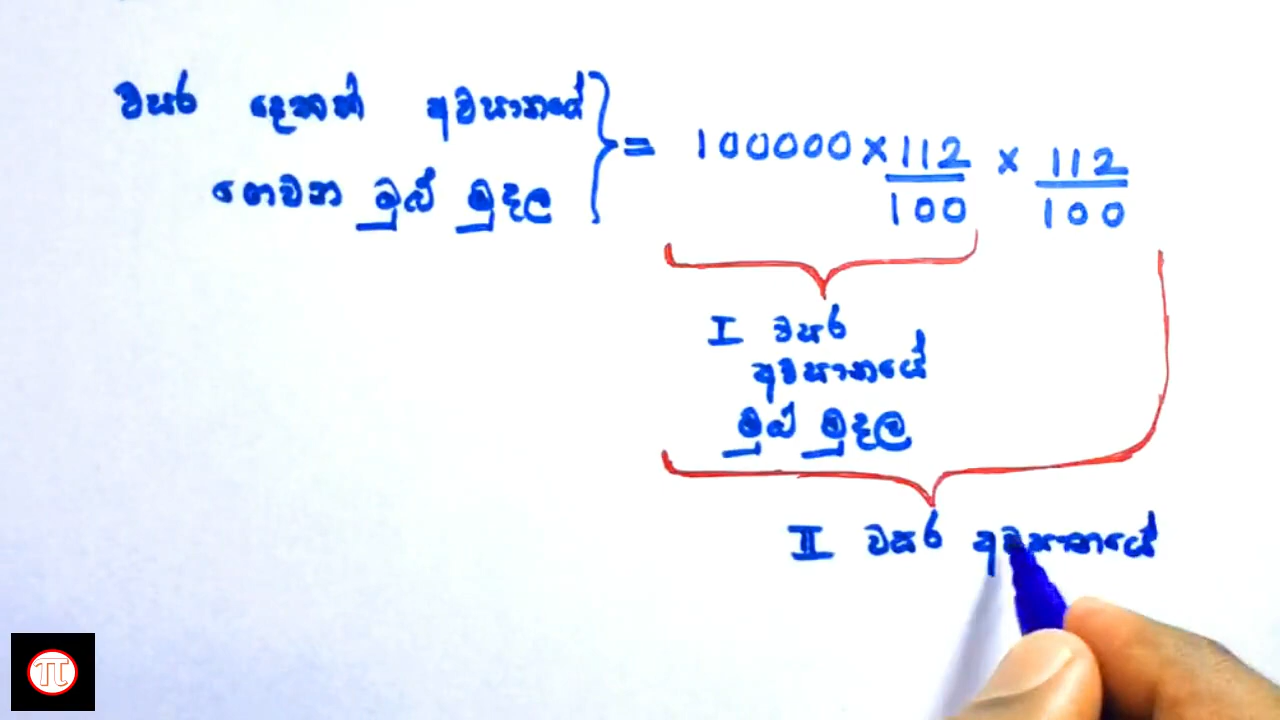 වසර දෙකක් අවසානයේ
ගෙවන මුළු මුදල
= 100000 × 112/100 × 112/100
I වසර
අවසානයේ
මුළු මුදල
II වසර අවසානයේ
π